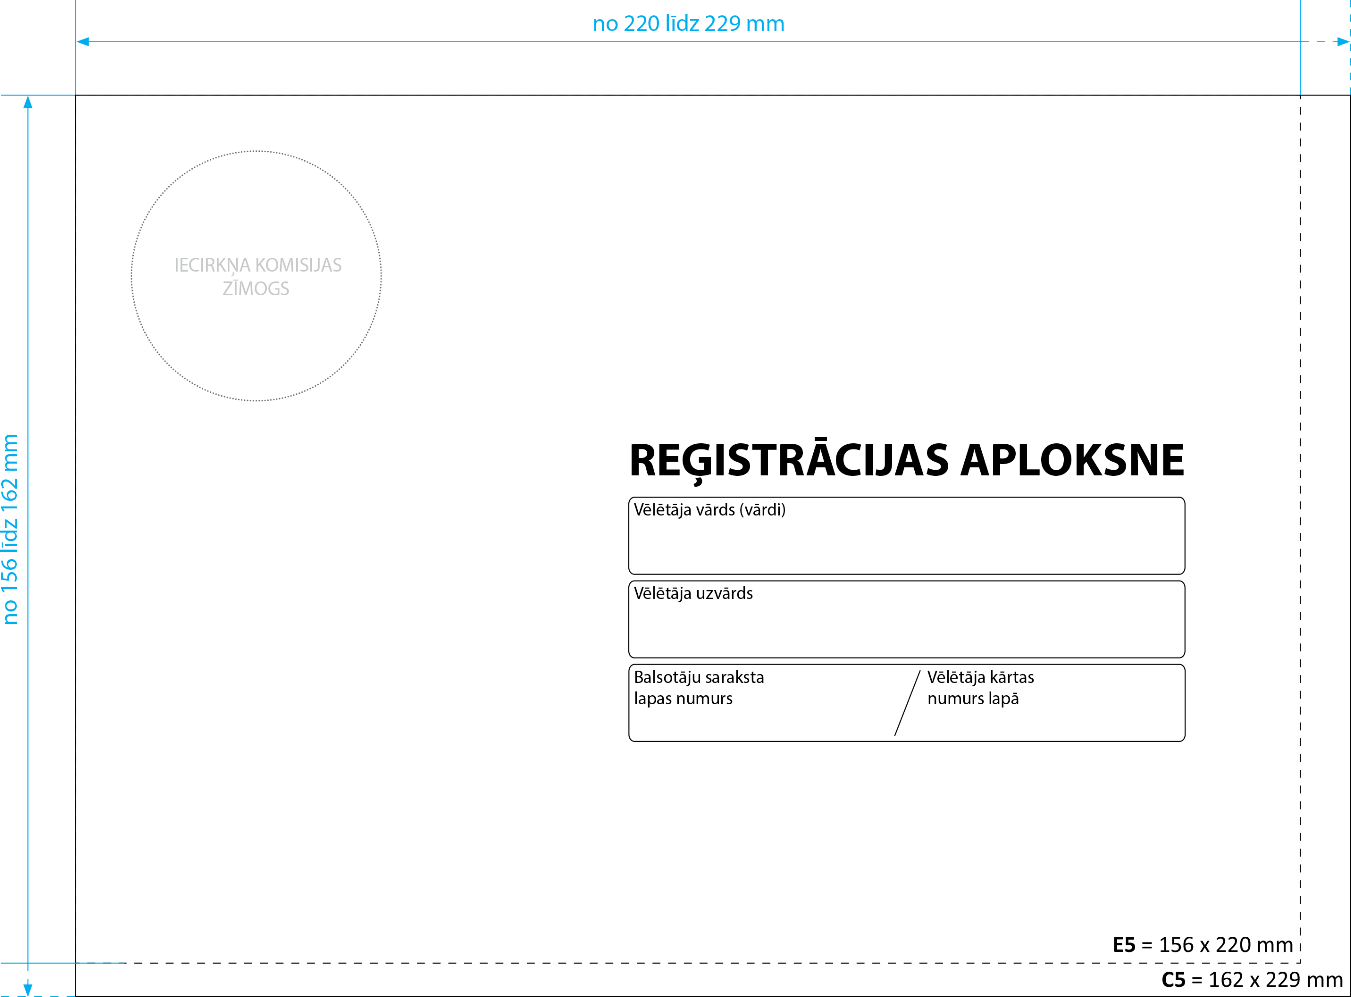 no 220 līdz 229 mm
no 156 līdz 162 mm
IECIRKŅA KOMISIJAS
ZĪMOGS
REĢISTRĀCIJAS APLOKSNE
Vēlētāja vārds (vārdi)
Vēlētāja uzvārds
Balsotāju saraksta
lapas numurs
Vēlētāja kārtas
numurs lapā
E5 = 156 x 220 mm
C5 = 162 x 229 mm